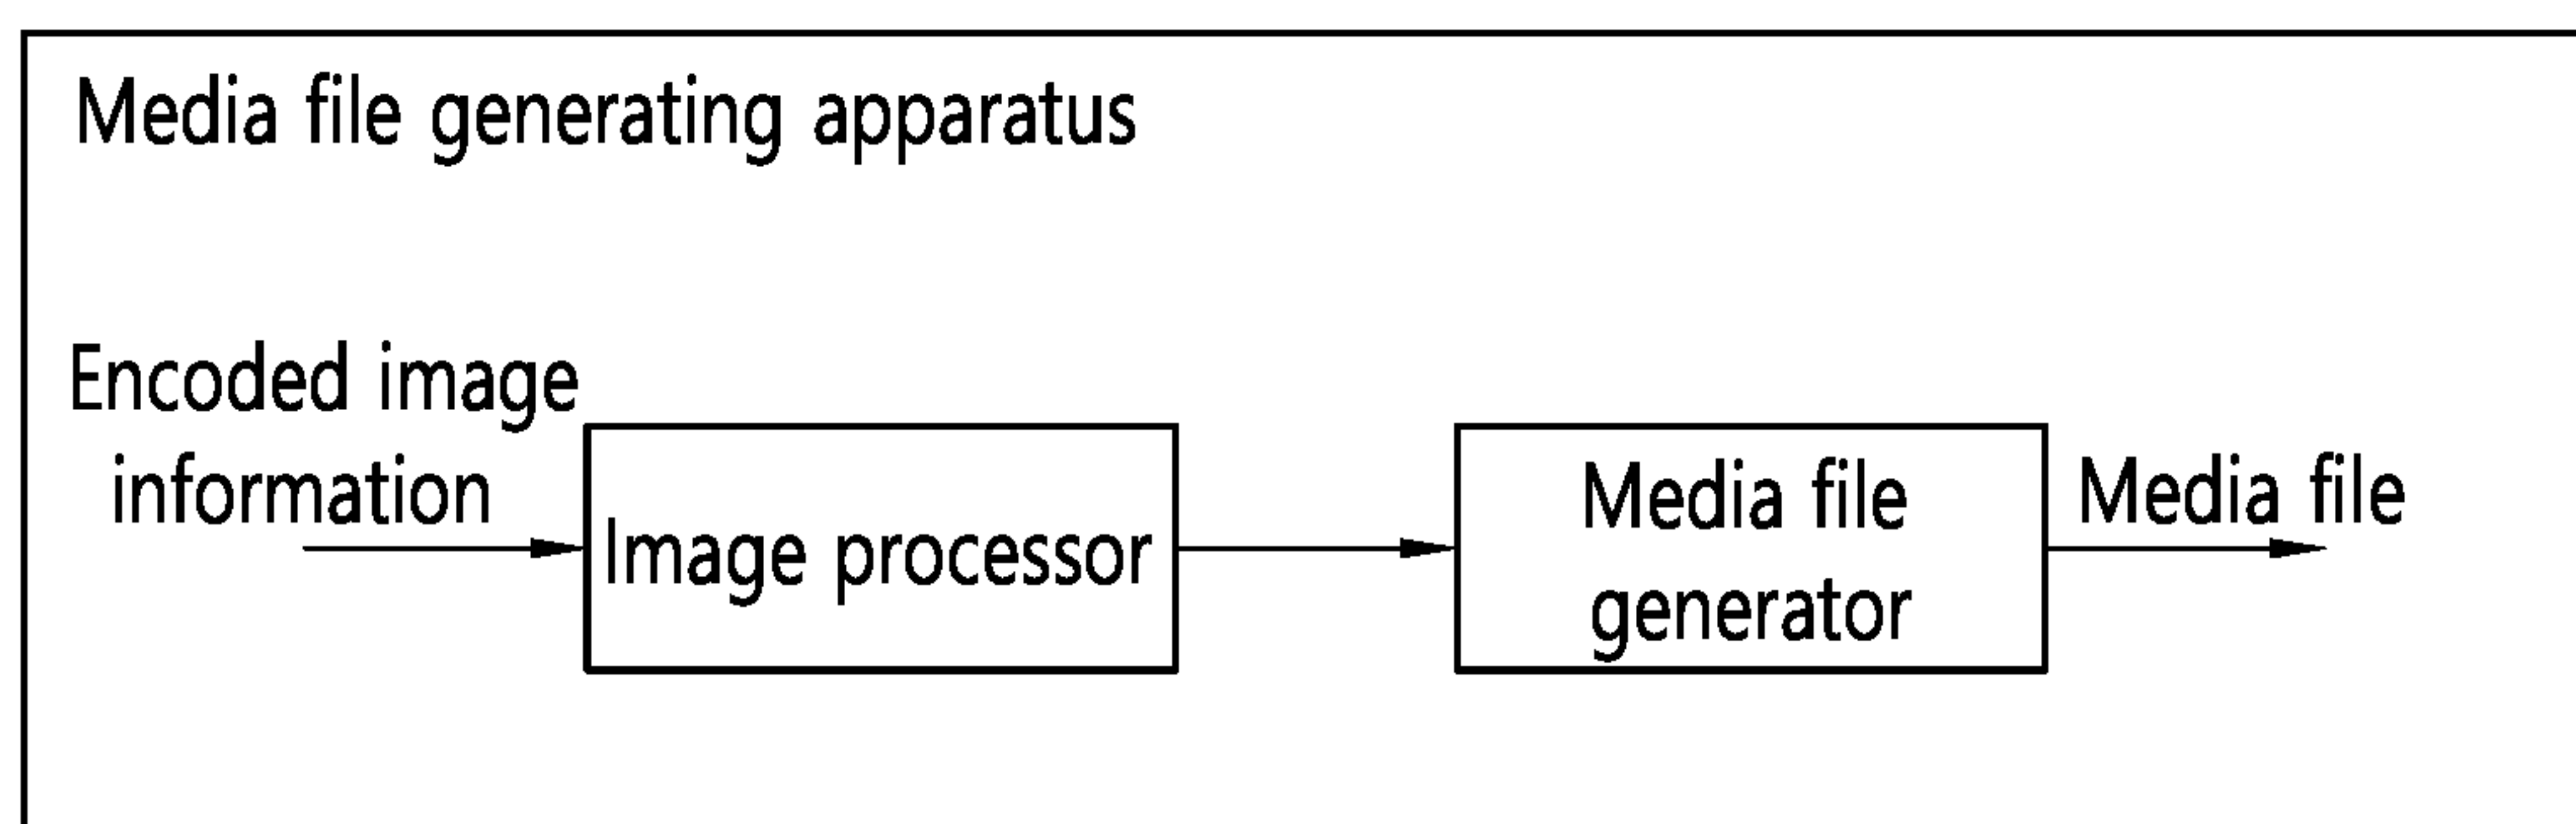 Media file generating apparatus
Encoded image
information
Image processor
Media file
generator
Media file